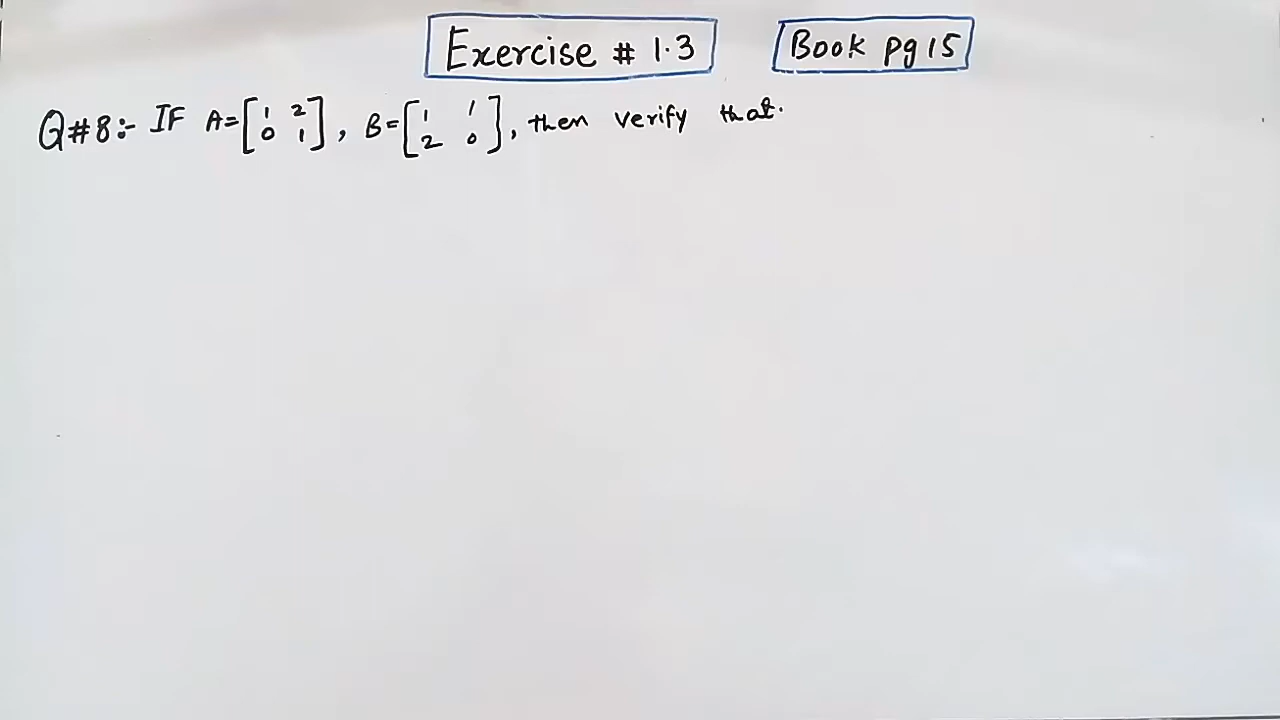 Exercise # 1.3
Book pg 15
Q#8:- IF A=[1 2 0 1], B=[1 1 2 0], then verify that.